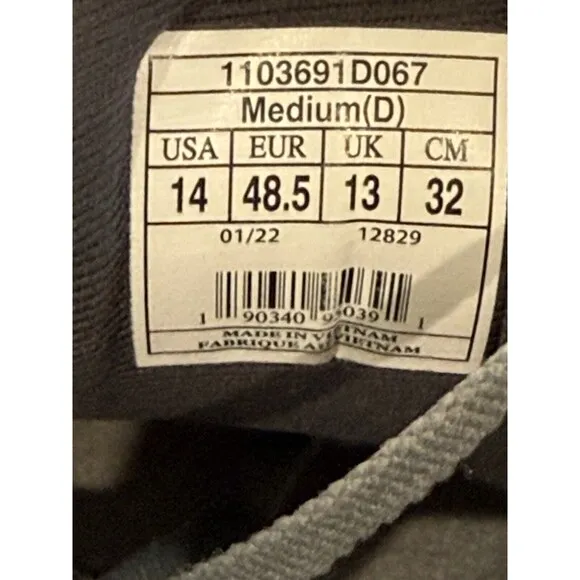 1103691D067
Medium(D)
USA EUR UK CM
14 48.5 13 32
01/22 12829
1 90340 039 1
MADE IN VIETNAM
FABRIQUE AU VIETNAM